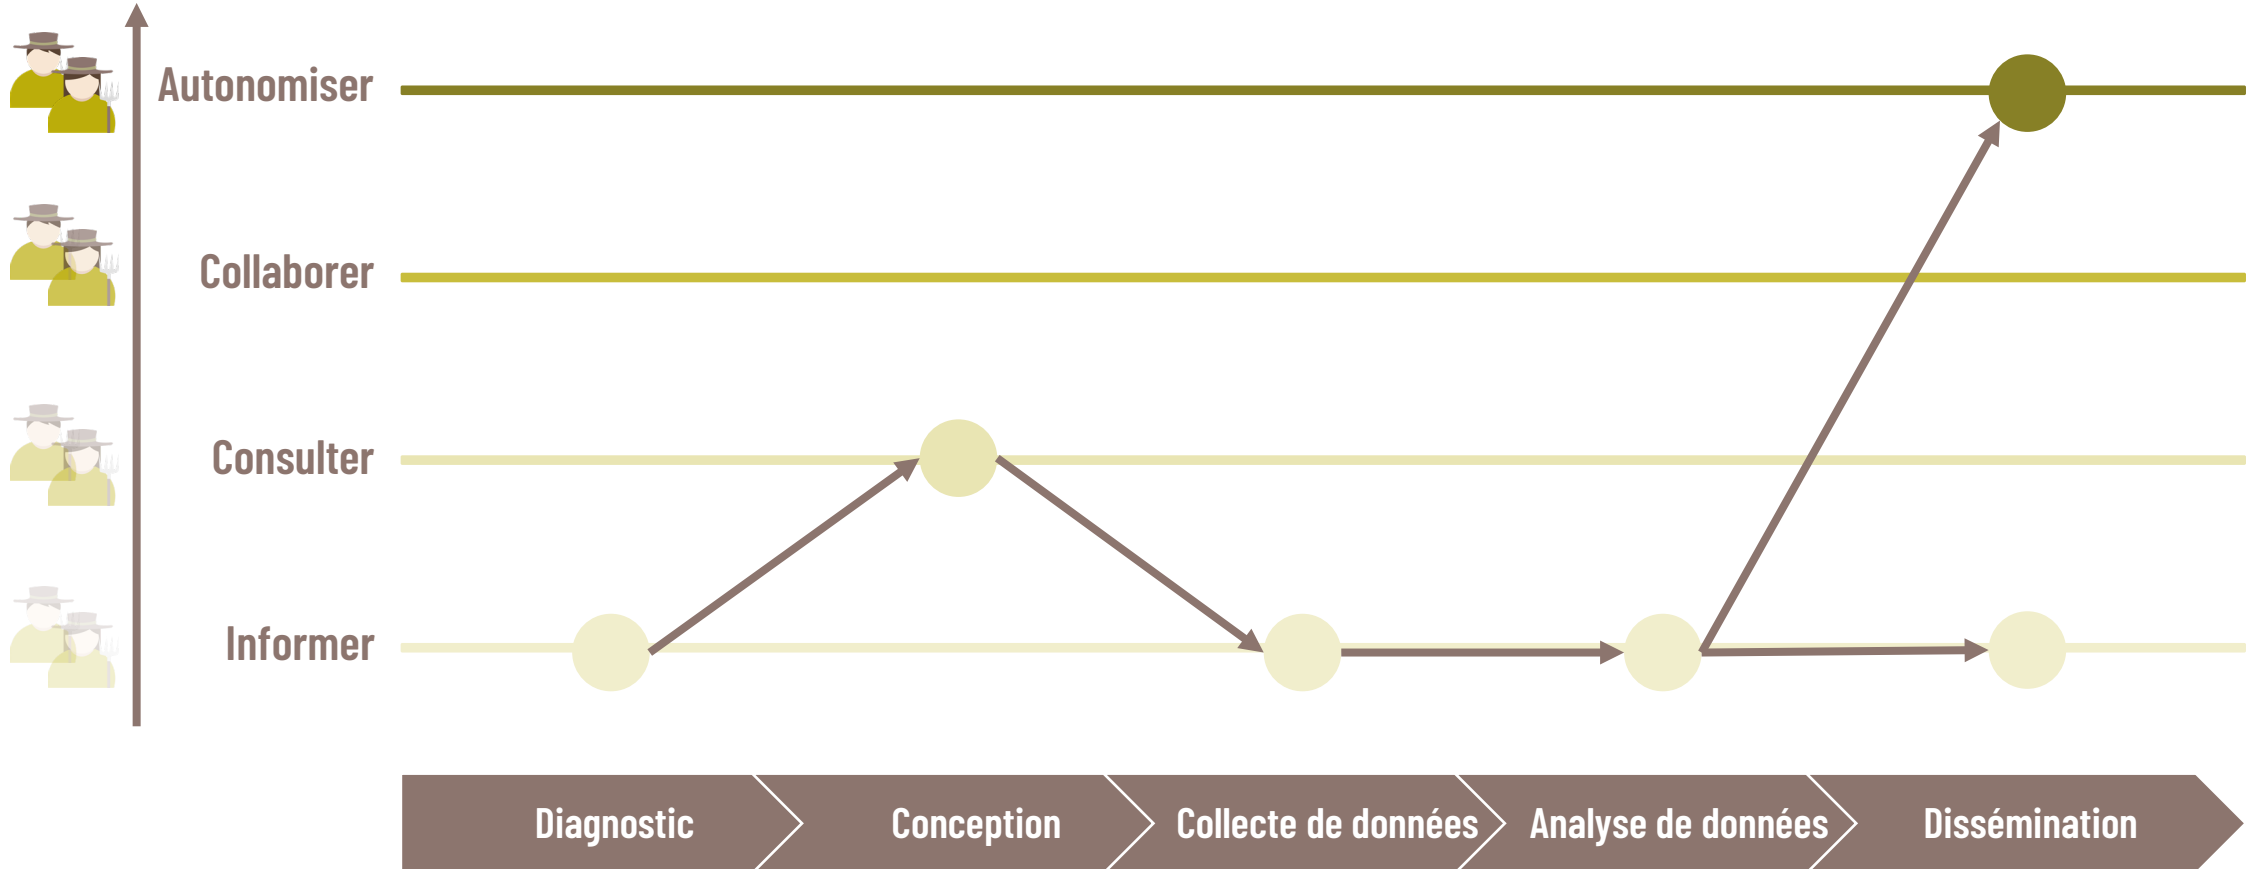 Autonomiser
Collaborer
Consulter
Informer
Diagnostic
Conception
Collecte de données
Analyse de données
Dissémination